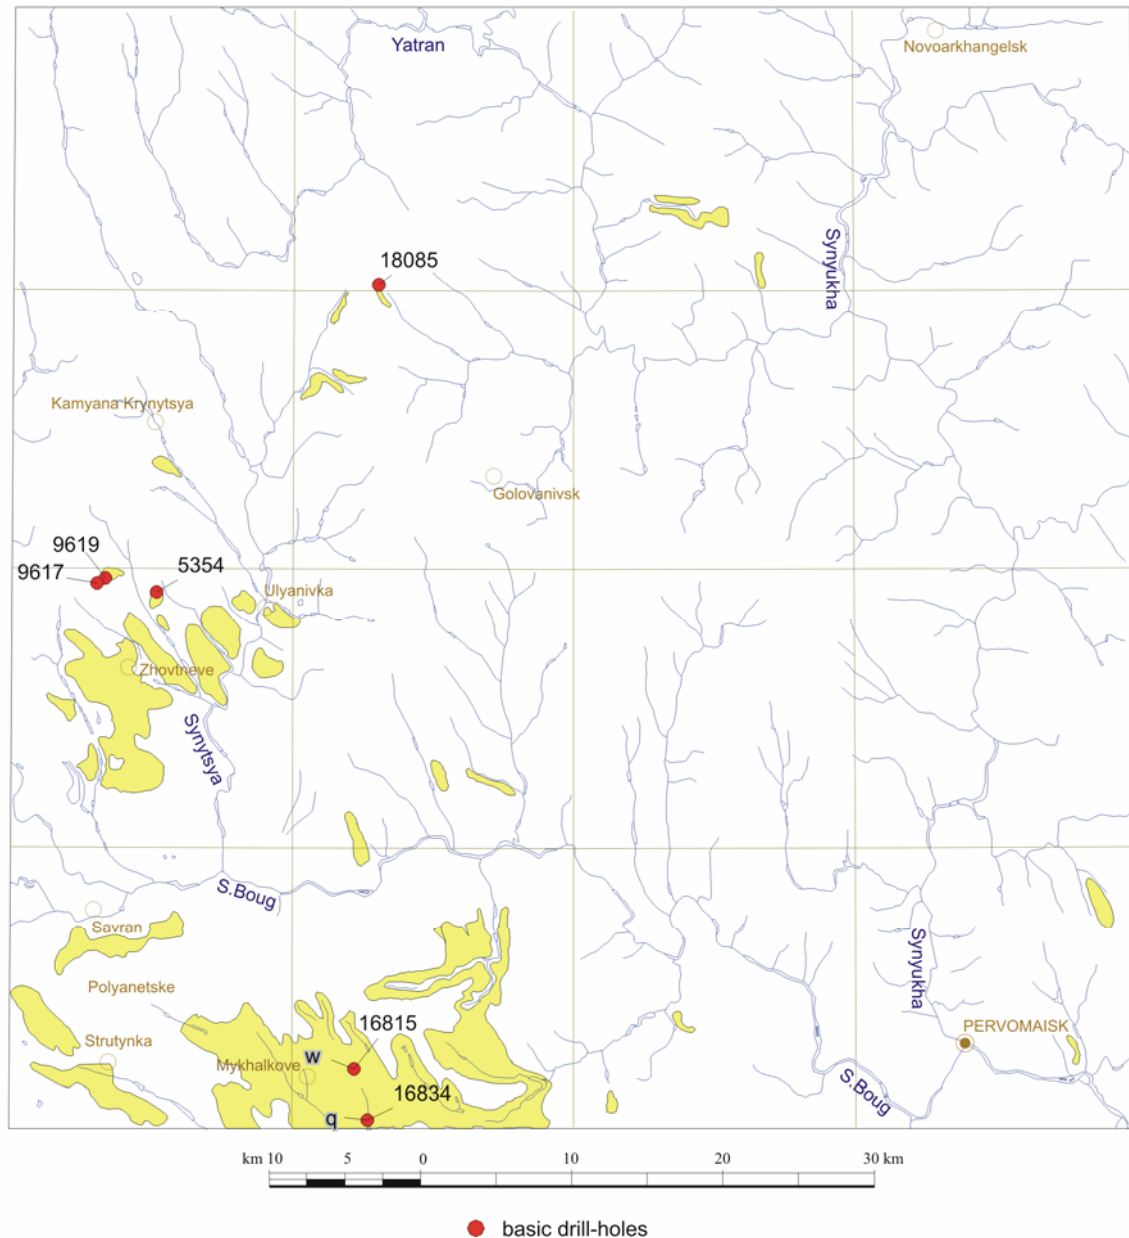 Yatran
Novoarkhangelsk
Synyukha
18085
Kamyana Krynytsya
Golovanivsk
9619
9617
5354
Ulyanivka
Zhovtneve
Synytsya
S.Boug
Savran
Synyukha
Polyanetske
16815
PERVOMAISK
Strutynka
w
Mykhalkove
16834
S.Boug
q
km 10 5 0 10 20 30 km
basic drill-holes